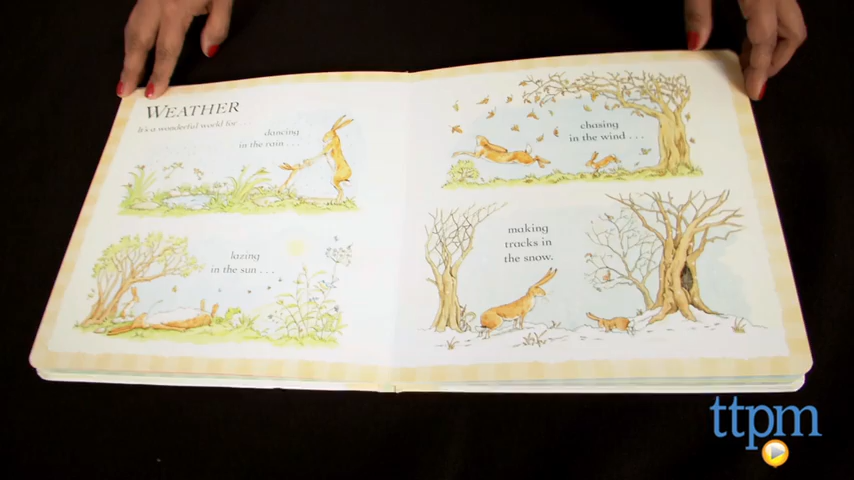 WEATHER
It's a wonderful world for . . .
dancing
in the rain . . .
lazing
in the sun . . .
chasing
in the wind . . .
making
tracks in
the snow.
ttpm